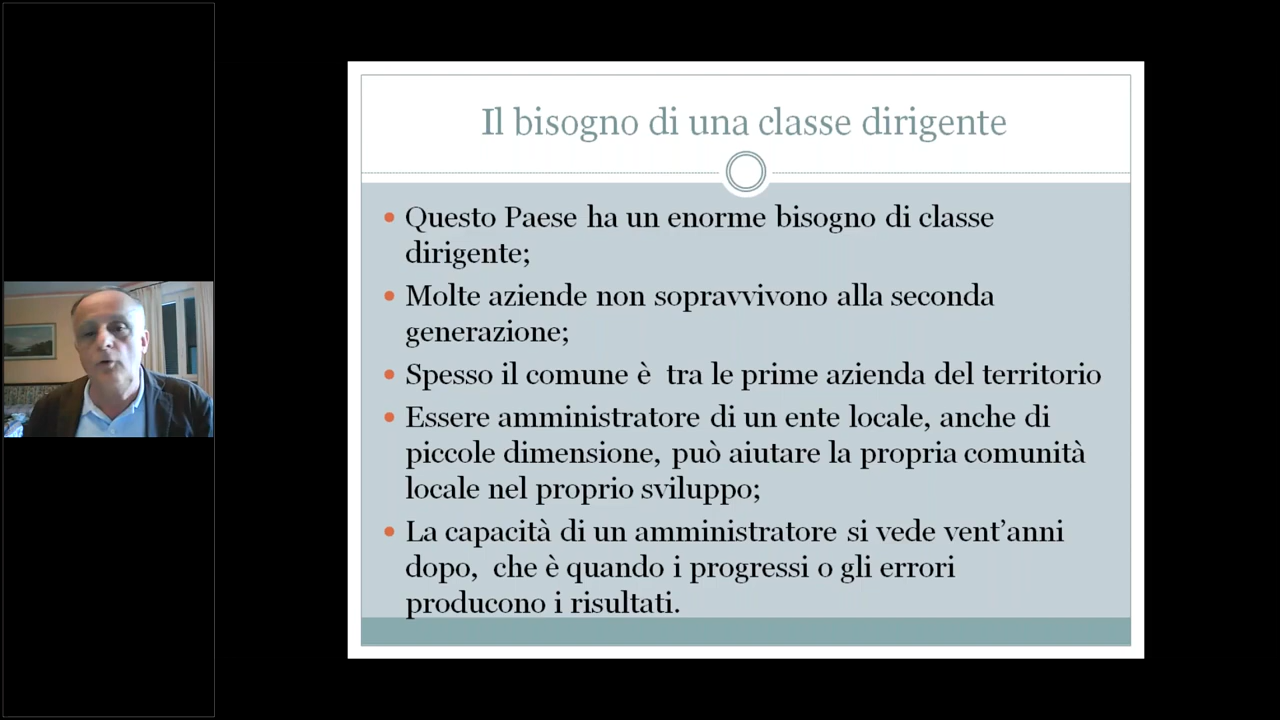 Il bisogno di una classe dirigente
• Questo Paese ha un enorme bisogno di classe
dirigente;
• Molte aziende non sopravvivono alla seconda
generazione;
• Spesso il comune è  tra le prime azienda del territorio
• Essere amministratore di un ente locale, anche di
piccole dimensione, può aiutare la propria comunità
locale nel proprio sviluppo;
• La capacità di un amministratore si vede vent’anni
dopo,  che è quando i progressi o gli errori
producono i risultati.